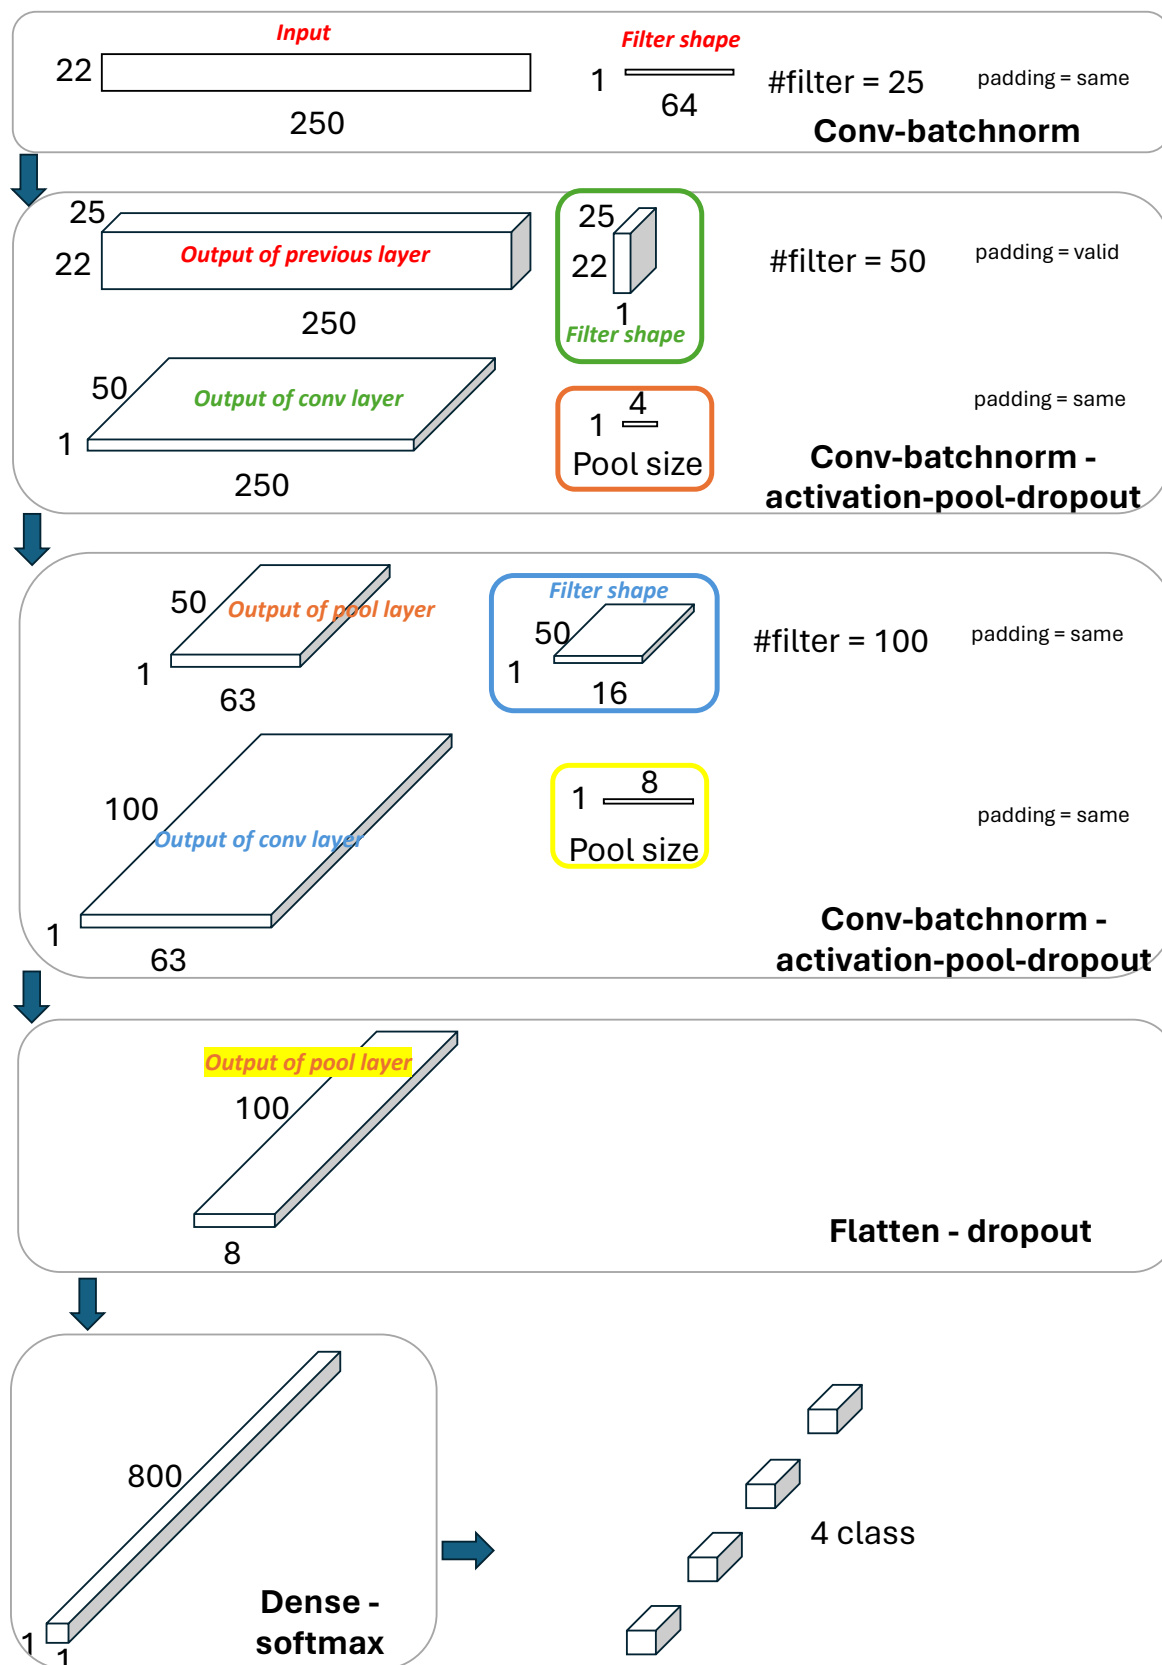 Input
22
250
Filter shape
1
64
#filter = 25
padding = same
Conv-batchnorm
25
22
Output of previous layer
250
25
22
1
Filter shape
#filter = 50
padding = valid
50
Output of conv layer
1
250
4
1
Pool size
padding = same
Conv-batchnorm -
activation-pool-dropout
50
Output of pool layer
1
63
Filter shape
50
1
16
#filter = 100
padding = same
100
Output of conv layer
1
63
8
1
Pool size
padding = same
Conv-batchnorm -
activation-pool-dropout
Output of pool layer
100
8
Flatten - dropout
800
1
1
Dense -
softmax
4 class